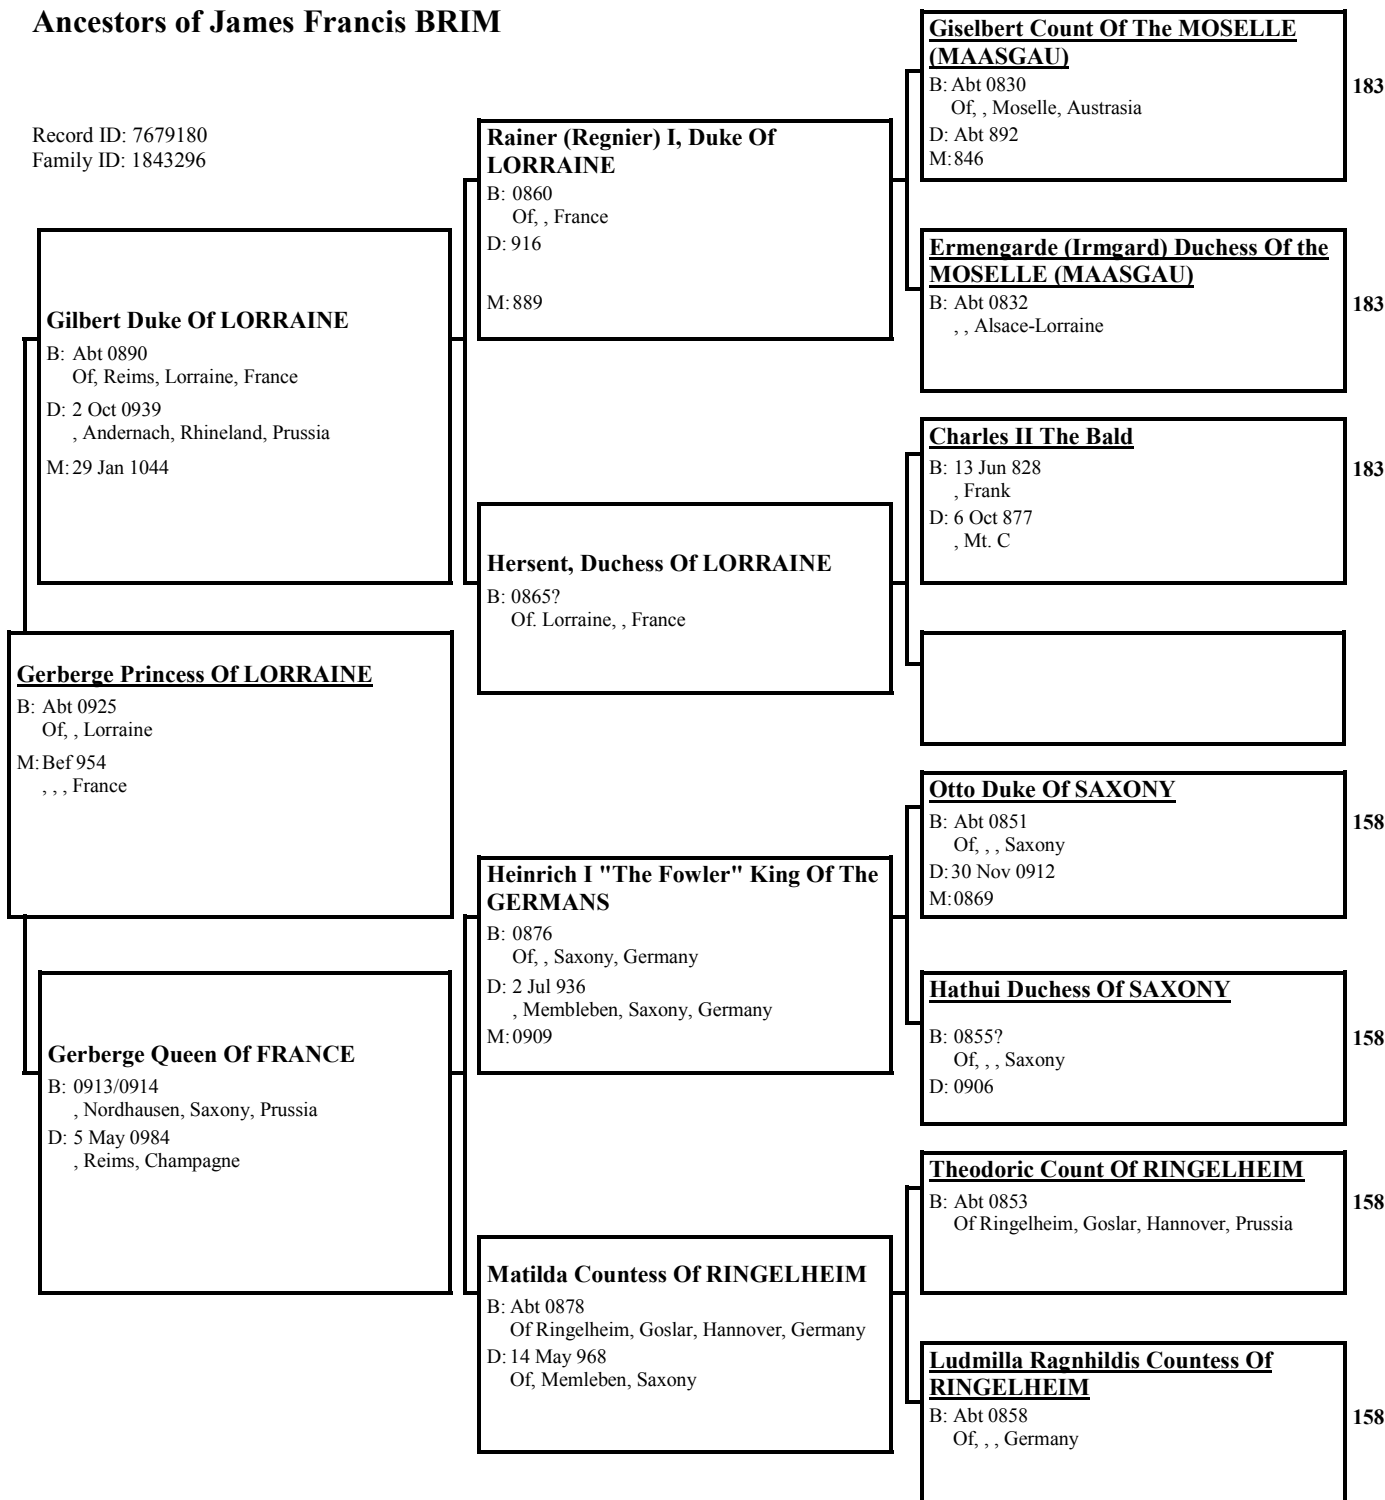 Ancestors of James Francis BRIM
Record ID: 7679180
Family ID: 1843296
Gerberge Princess Of LORRAINE
B: Abt 0925
Of, , Lorraine
M: Bef 954
, , , France
Gilbert Duke Of LORRAINE
B: Abt 0890
Of, Reims, Lorraine, France
D: 2 Oct 0939
, Andernach, Rhineland, Prussia
M: 29 Jan 1044
Gerberge Queen Of FRANCE
B: 0913/0914
, Nordhausen, Saxony, Prussia
D: 5 May 0984
, Reims, Champagne
Rainer (Regnier) I, Duke Of
LORRAINE
B: 0860
Of, , France
D: 916
M: 889
Hersent, Duchess Of LORRAINE
B: 0865?
Of. Lorraine, , France
Heinrich I "The Fowler" King Of The
GERMANS
B: 0876
Of, , Saxony, Germany
D: 2 Jul 936
, Membleben, Saxony, Germany
M: 0909
Matilda Countess Of RINGELHEIM
B: Abt 0878
Of Ringelheim, Goslar, Hannover, Germany
D: 14 May 968
Of, Memleben, Saxony
Giselbert Count Of The MOSELLE
(MAASGAU)
B: Abt 0830
Of, , Moselle, Austrasia
D: Abt 892
M: 846
183
Ermengarde (Irmgard) Duchess Of the
MOSELLE (MAASGAU)
B: Abt 0832
, , Alsace-Lorraine
183
Charles II The Bald
B: 13 Jun 828
, Frank
D: 6 Oct 877
, Mt. C
183
Otto Duke Of SAXONY
B: Abt 0851
Of, , , Saxony
D: 30 Nov 0912
M: 0869
158
Hathui Duchess Of SAXONY
B: 0855?
Of, , , Saxony
D: 0906
158
Theodoric Count Of RINGELHEIM
B: Abt 0853
Of Ringelheim, Goslar, Hannover, Prussia
158
Ludmilla Ragnhildis Countess Of
RINGELHEIM
B: Abt 0858
Of, , , Germany
158